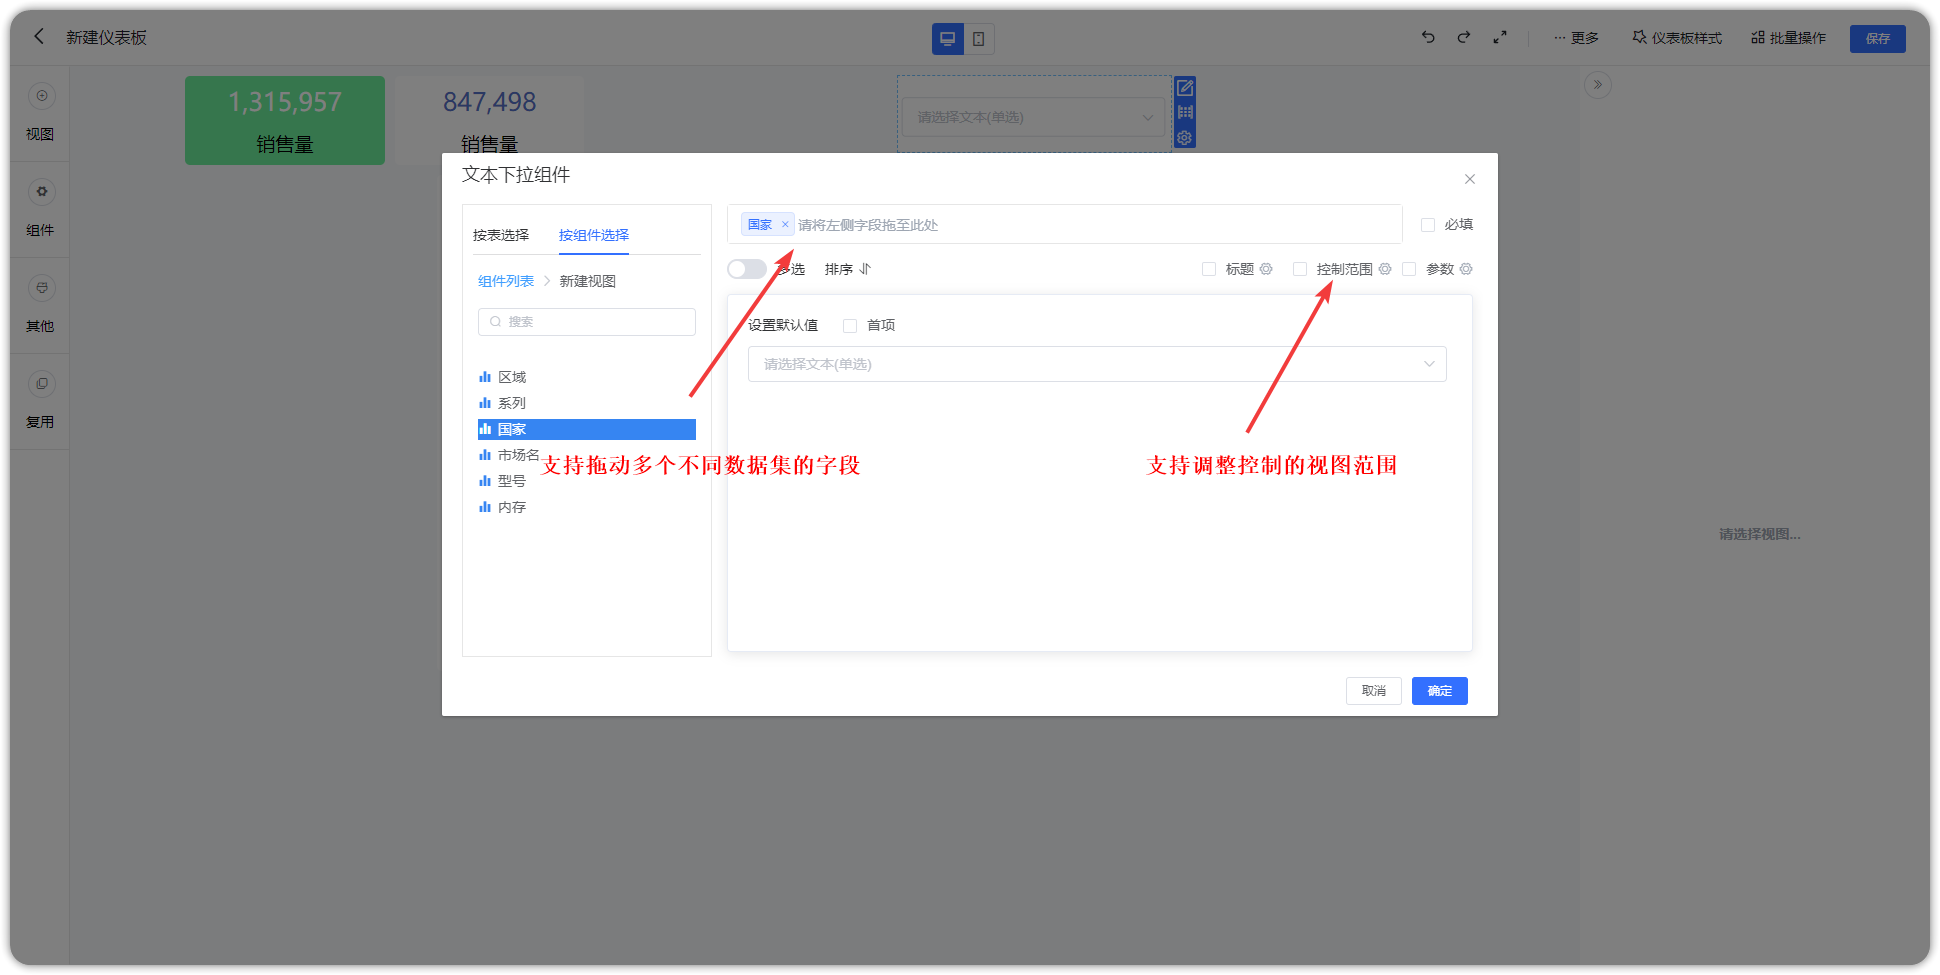 新建仪表板
更多
仪表板样式
批量操作
保存
视图
组件
其他
复用
1,315,957
销售量
847,498
销售量
请选择文本(单选)
文本下拉组件
按表选择
按组件选择
组件列表
新建视图
搜索
区域
系列
国家
市场名
型号
内存
国家 × 请将左侧字段拖至此处
必填
多选
排序
标题
控制范围
参数
设置默认值
首项
请选择文本(单选)
支持拖动多个不同数据集的字段
支持调整控制的视图范围
取消
确定
请选择视图...